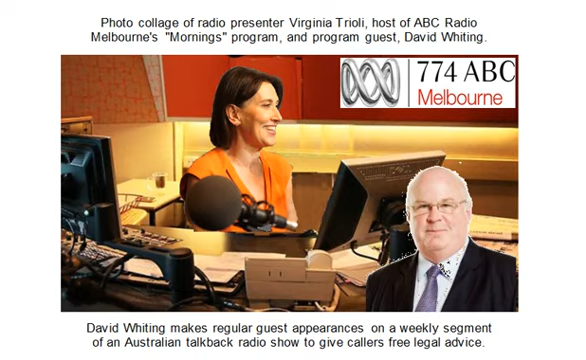 Photo collage of radio presenter Virginia Trioli, host of ABC Radio
Melbourne's "Mornings" program, and program guest, David Whiting.
774 ABC
Melbourne
David Whiting makes regular guest appearances on a weekly segment
of an Australian talkback radio show to give callers free legal advice.